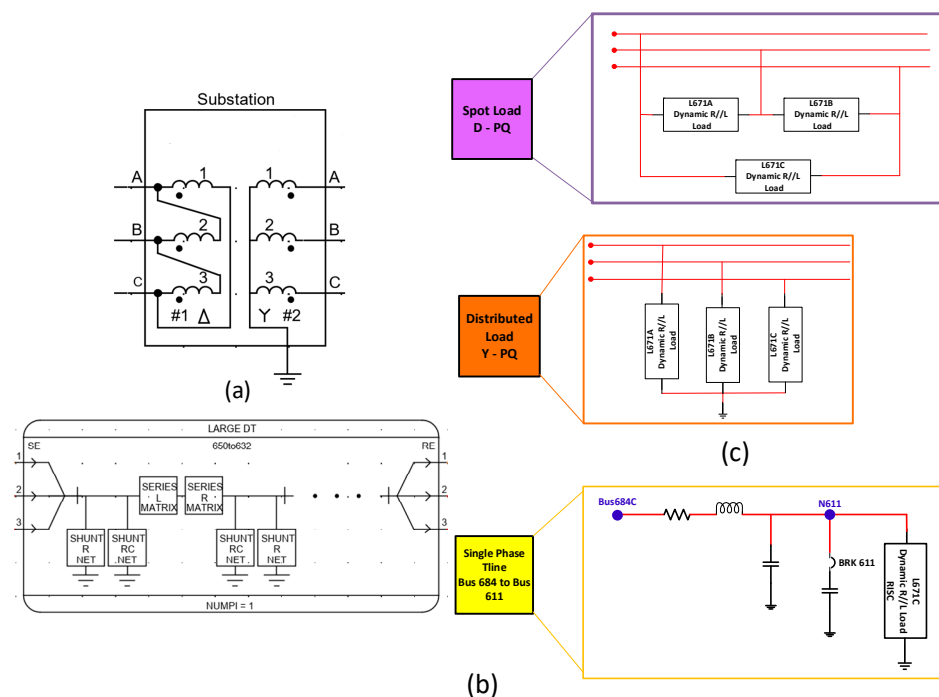 Substation
A
1
1
A
B
2
2
B
C
3
3
C
#1 Δ
Y #2
(a)
Spot Load
D - PQ
L671A
Dynamic R//L
Load
L671B
Dynamic R//L
Load
L671C
Dynamic R//L
Load
Distributed
Load
Y - PQ
L671A
Dynamic R//L
Load
L671B
Dynamic R//L
Load
L671C
Dynamic R//L
Load
(c)
LARGE DT
SE
650to632
RE
1
2
3
SERIES
L
MATRIX
SERIES
R
MATRIX
1
2
3
SHUNT
R
NET
SHUNT
RC
NET
SHUNT
RC
NET
SHUNT
R
NET
NUMPI = 1
Single Phase
Tline
Bus 684 to Bus
611
Bus684C
N611
BRK 611
L671C
Dynamic R//L Load
RISC
(b)